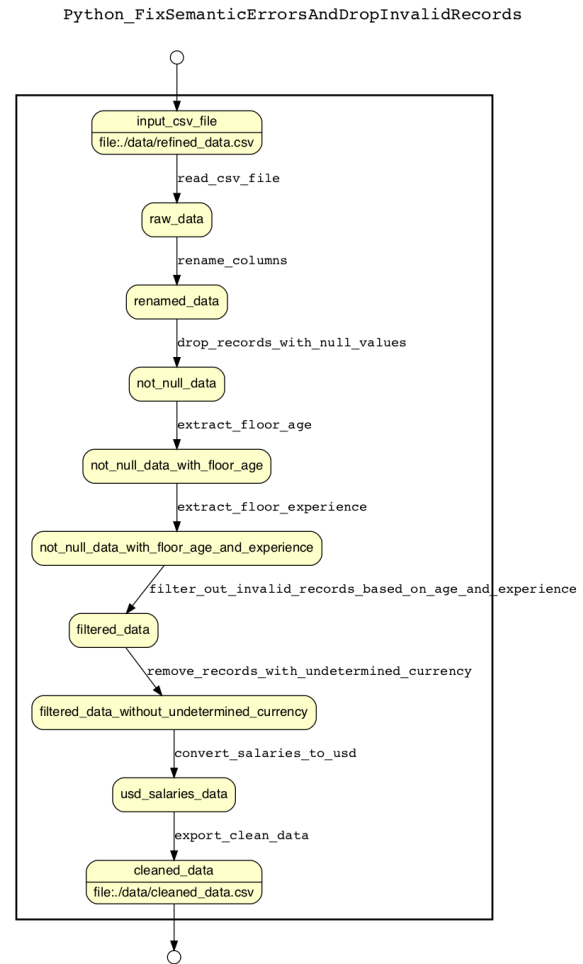 Python_FixSemanticErrorsAndDropInvalidRecords
input_csv_file
file:./data/refined_data.csv
read_csv_file
raw_data
rename_columns
renamed_data
drop_records_with_null_values
not_null_data
extract_floor_age
not_null_data_with_floor_age
extract_floor_experience
not_null_data_with_floor_age_and_experience
filter_out_invalid_records_based_on_age_and_experience
filtered_data
remove_records_with_undetermined_currency
filtered_data_without_undetermined_currency
convert_salaries_to_usd
usd_salaries_data
export_clean_data
cleaned_data
file:./data/cleaned_data.csv